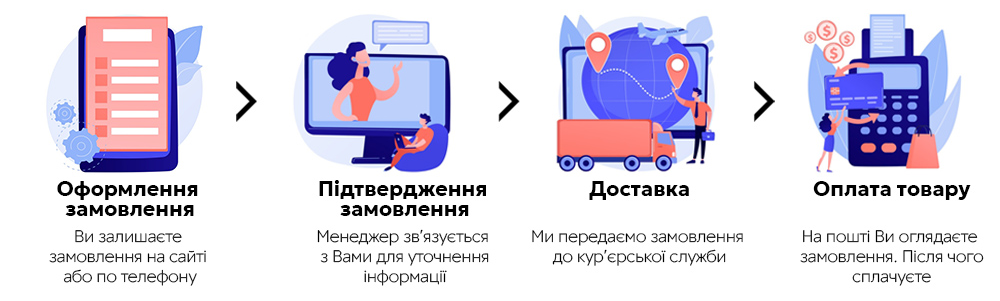 Оформлення
замовлення
Ви залишаєте
замовлення на сайті
або по телефону
Підтвердження
замовлення
Менеджер зв'язується
з Вами для уточнення
інформації
Доставка
Ми передаємо замовлення
до кур'єрської служби
Оплата товару
На пошті Ви оглядаєте
замовлення. Після чого
сплачуєте